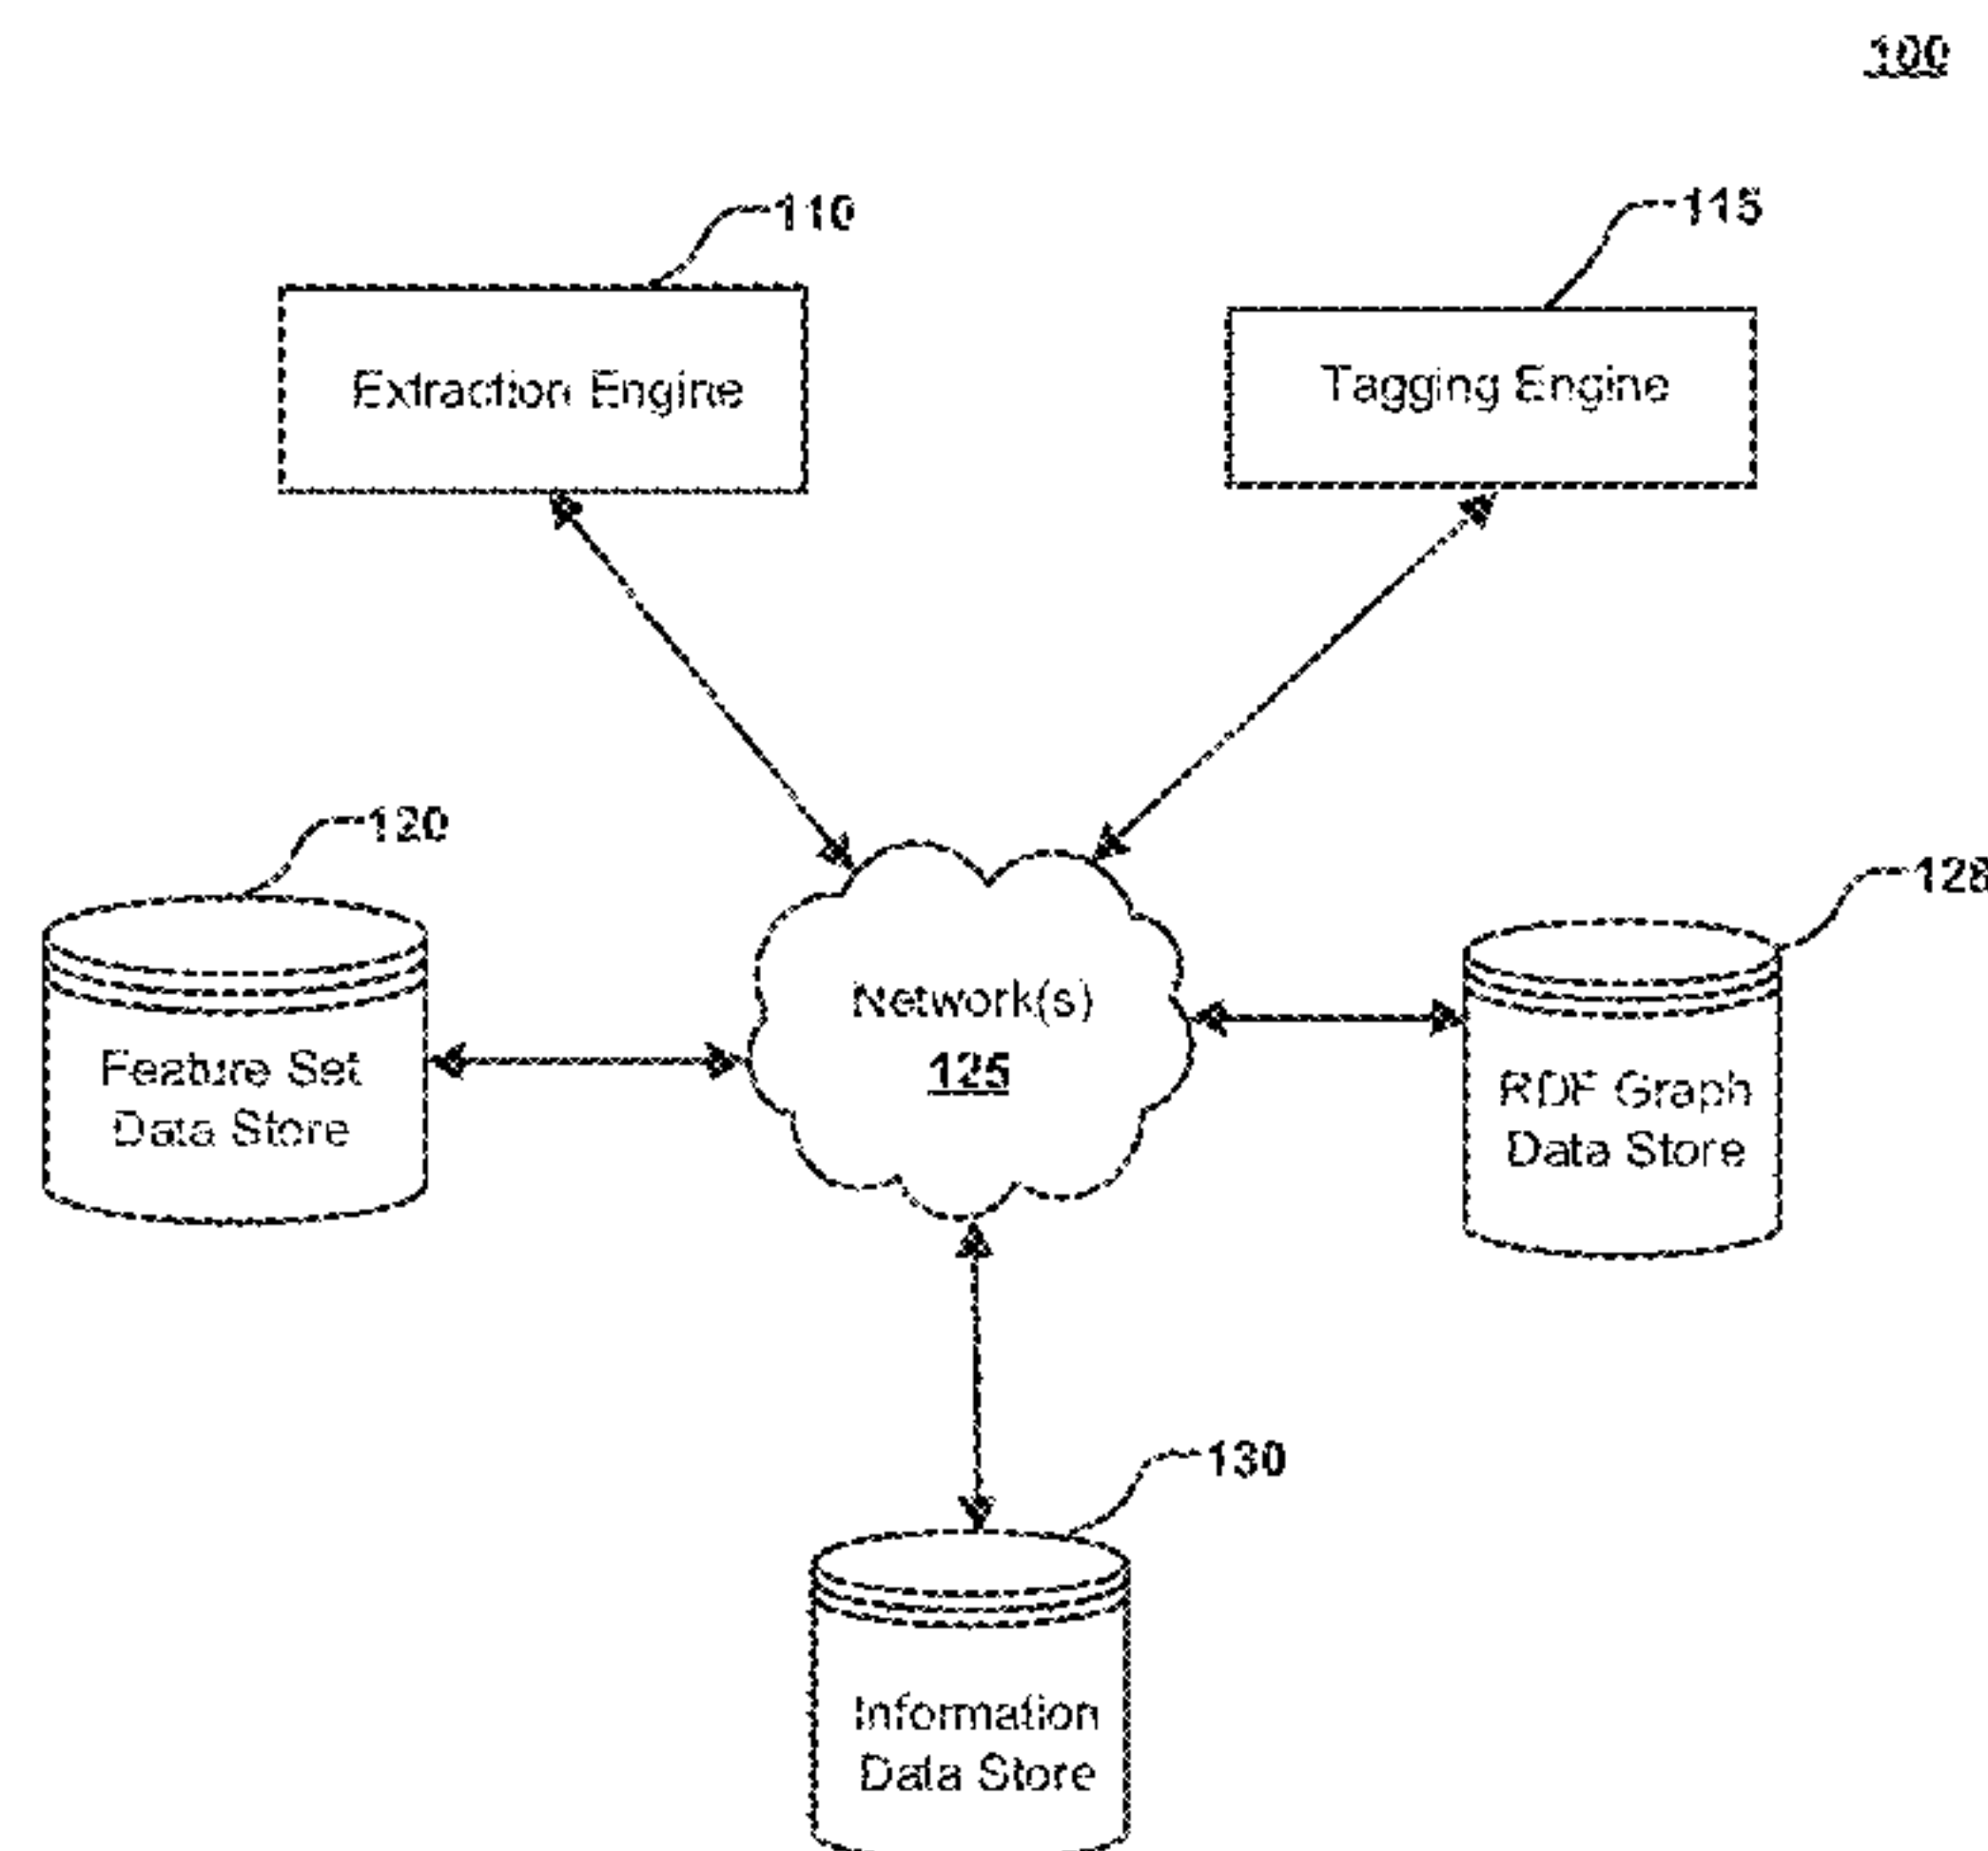 100
110
115
Extraction Engine
Tagging Engine
120
128
Network(s)
125
Feature Set
Data Store
RDF Graph
Data Store
130
Information
Data Store